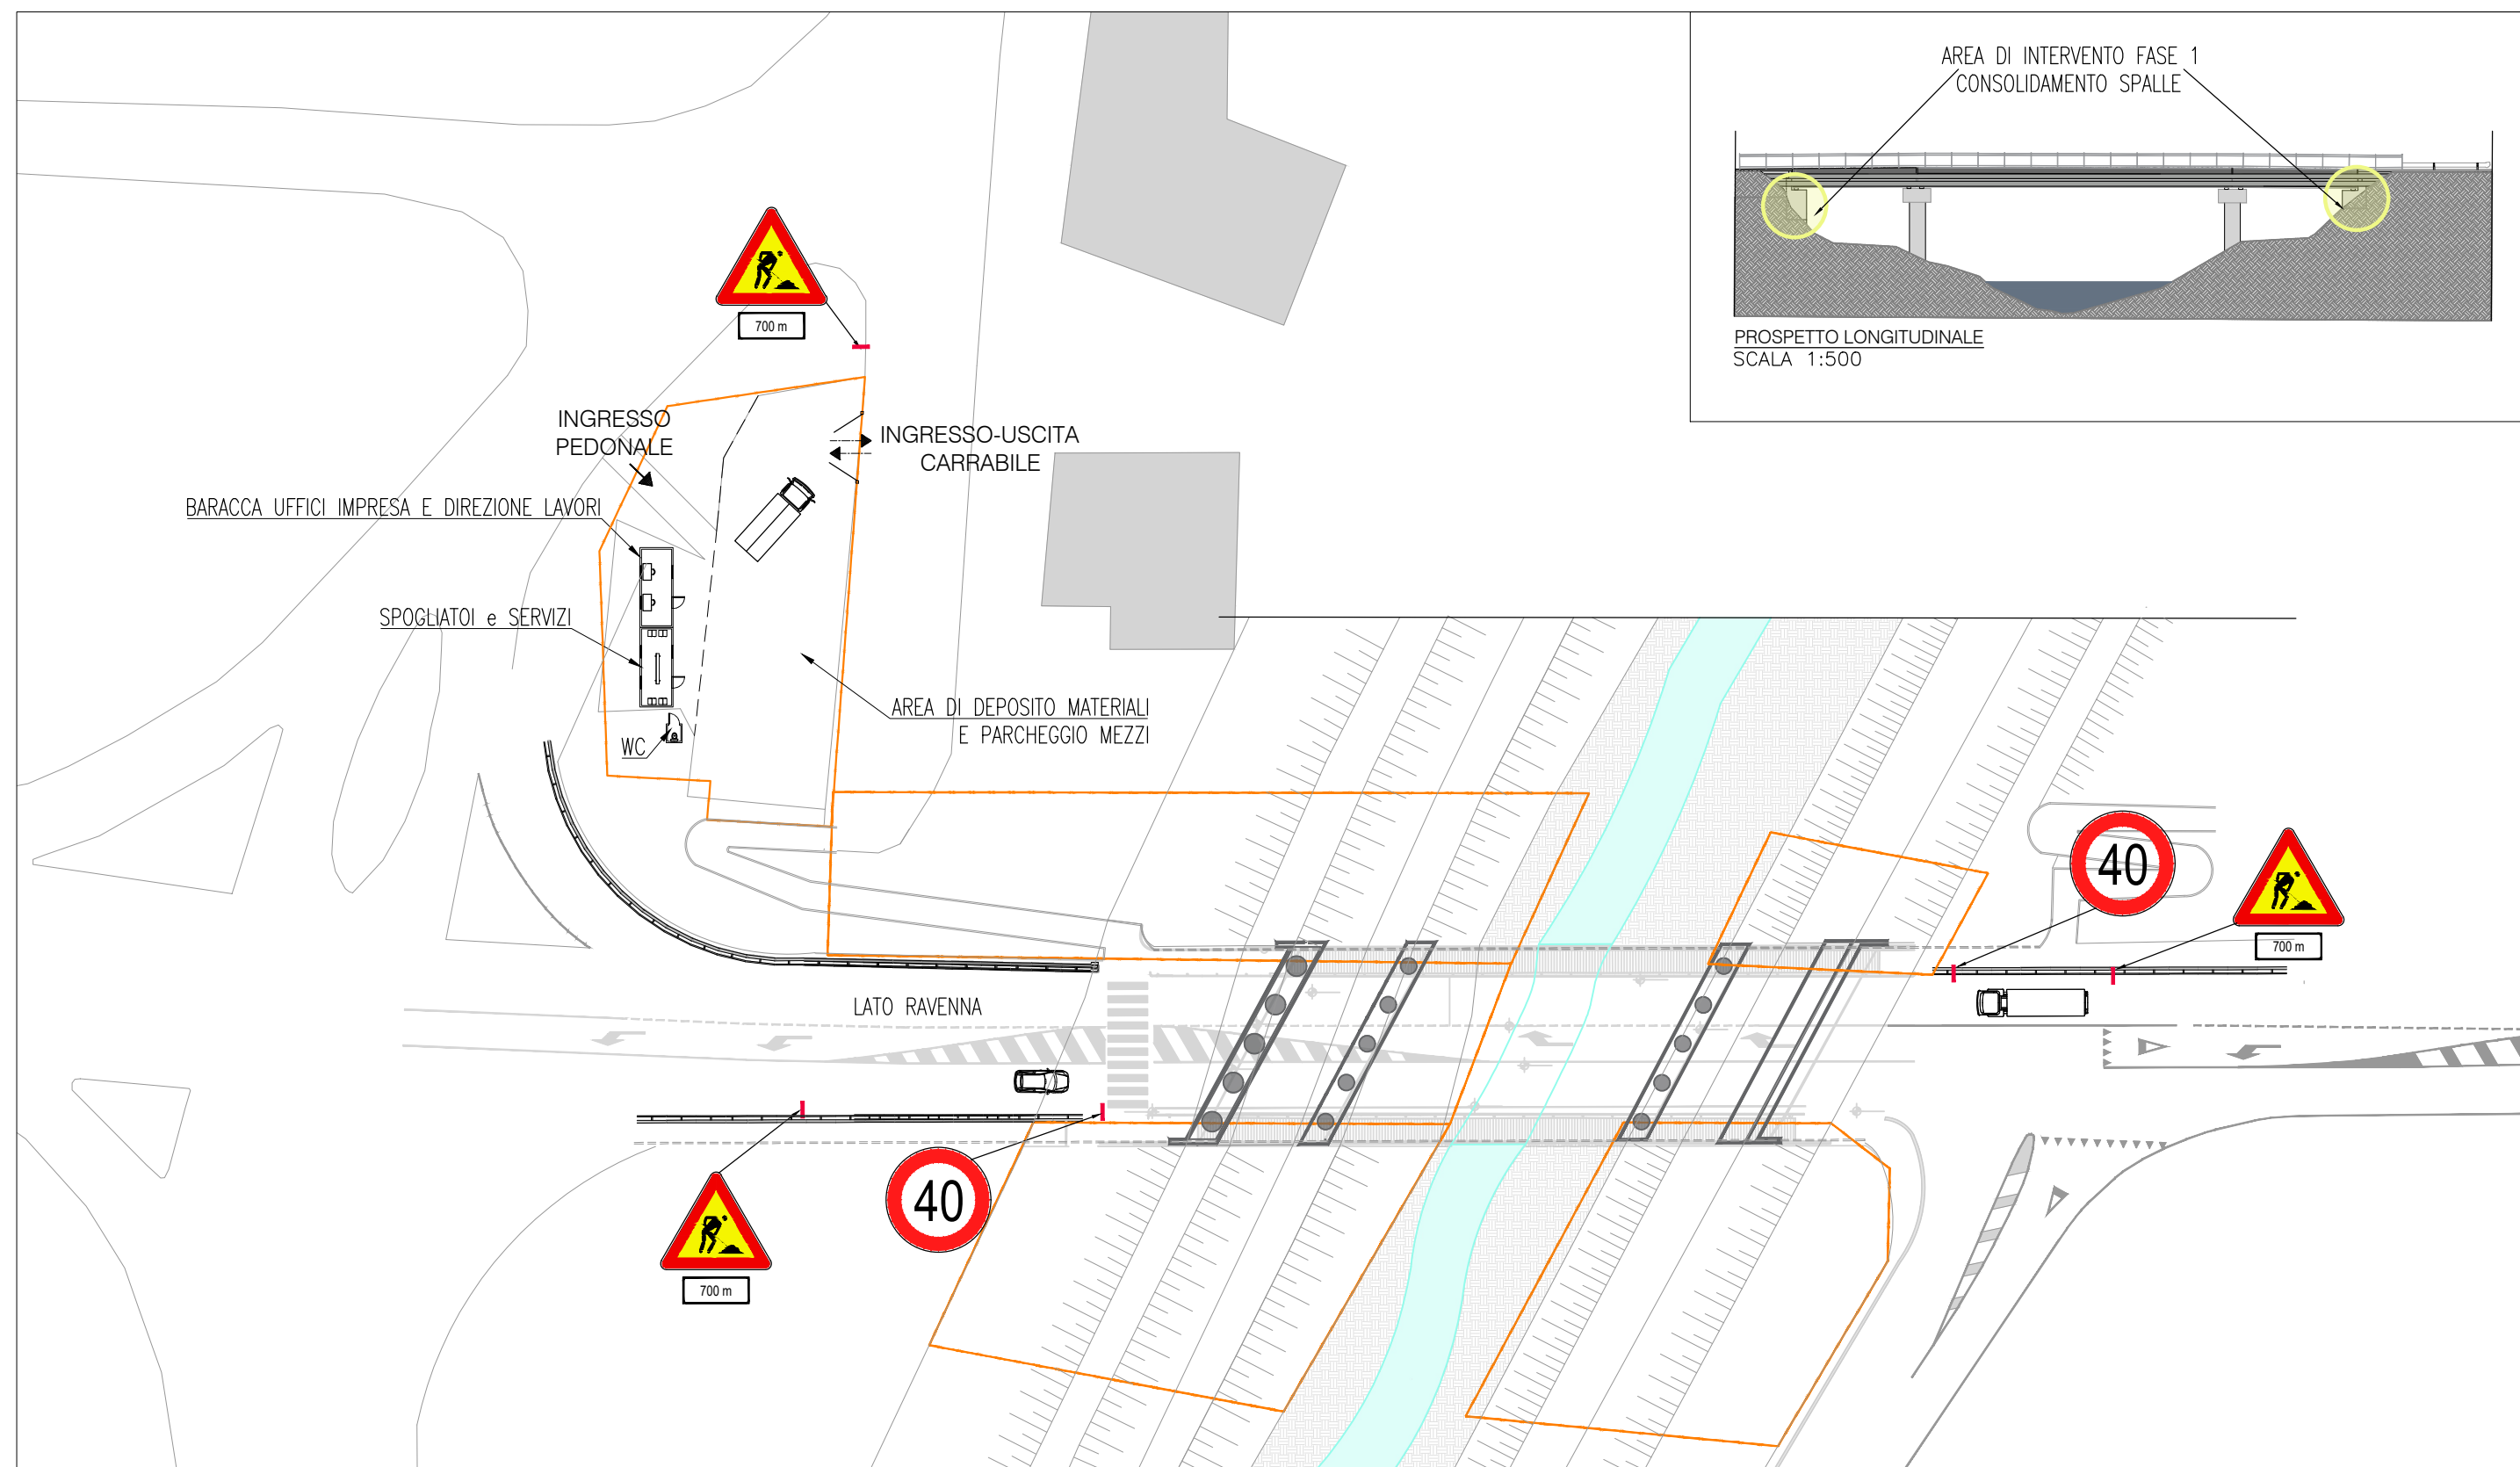 AREA DI INTERVENTO FASE 1
CONSOLIDAMENTO SPALLE
PROSPETTO LONGITUDINALE
SCALA 1:500
700 m
INGRESSO
PEDONALE
INGRESSO-USCITA
CARRABILE
BARACCA UFFICI IMPRESA E DIREZIONE LAVORI
SPOGLIATOI e SERVIZI
AREA DI DEPOSITO MATERIALI
E PARCHEGGIO MEZZI
WC
40
700 m
LATO RAVENNA
40
700 m